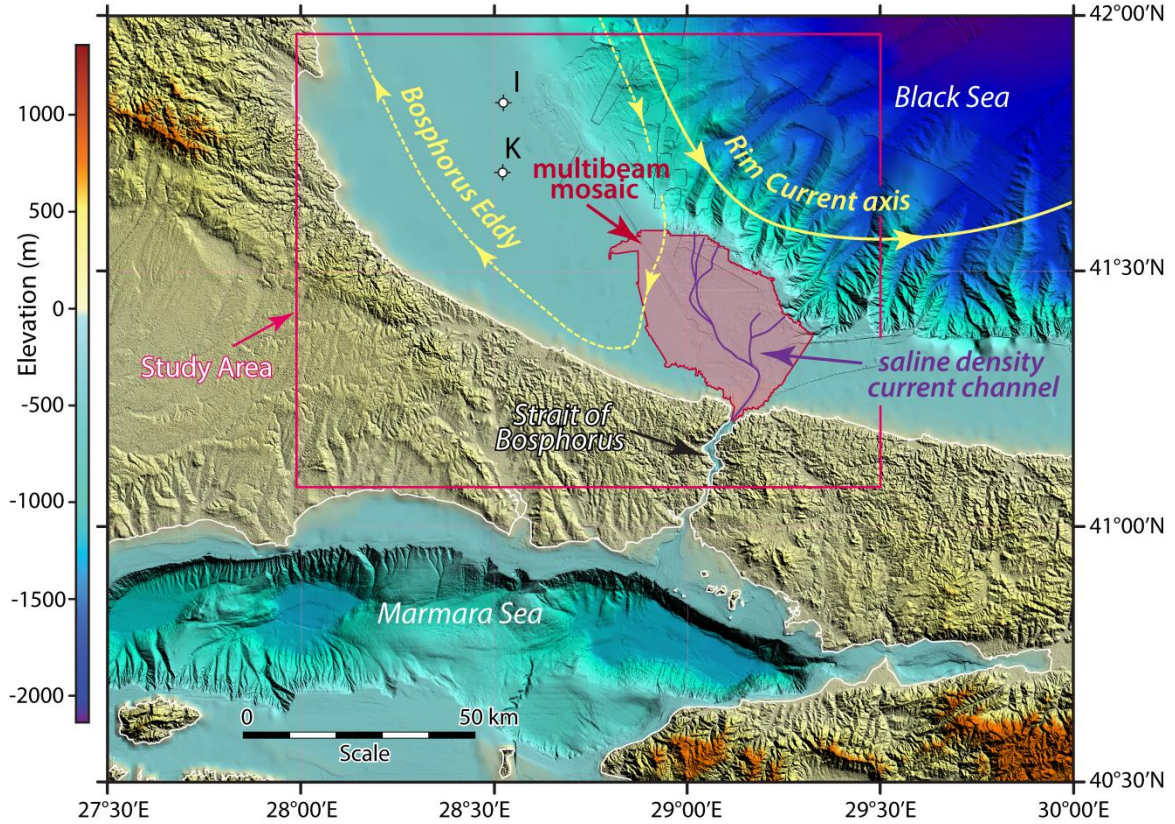 42°00′N
1000
500
0
-500
-1000
-1500
-2000
Elevation (m)
I
K
Black Sea
Bosphorus Eddy
multibeam
mosaic
Rim Current axis
41°30′N
Study Area
saline density
current channel
Strait of
Bosphorus
41°00′N
Marmara Sea
0
50 km
Scale
40°30′N
27°30′E
28°00′E
28°30′E
29°00′E
29°30′E
30°00′E